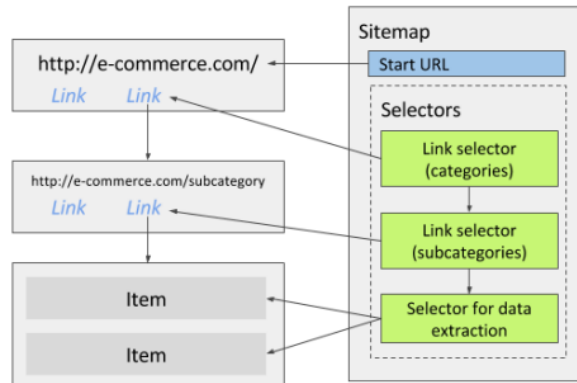 http://e-commerce.com/
Link Link
http://e-commerce.com/subcategory
Link Link
Item
Item
Sitemap
Start URL
Selectors
Link selector
(categories)
Link selector
(subcategories)
Selector for data
extraction